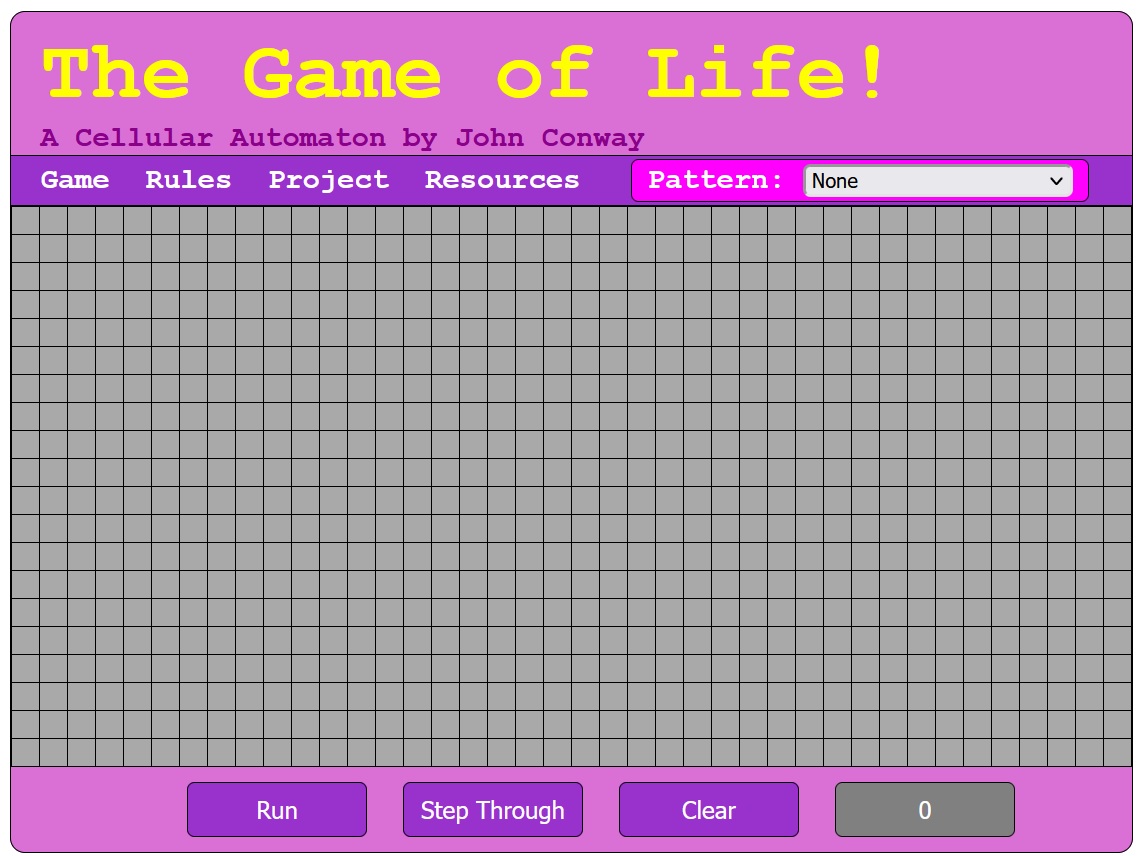 The Game of Life!
A Cellular Automaton by John Conway
Game Rules Project Resources Pattern: None
Run Step Through Clear 0